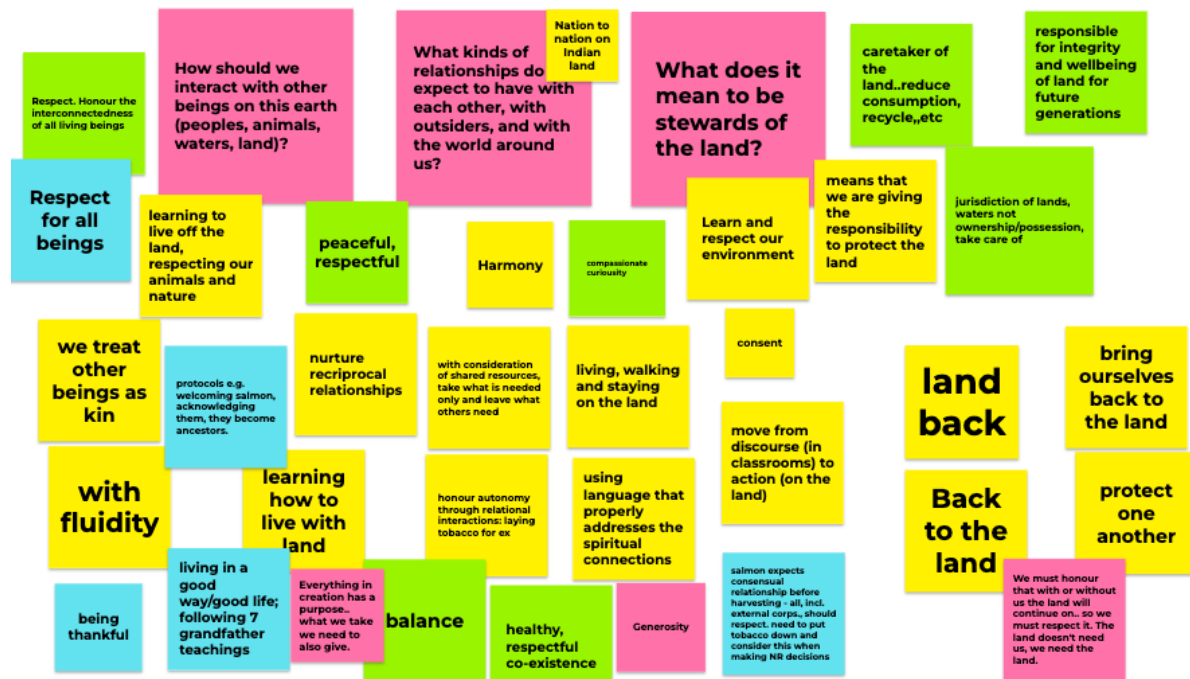 Respect. Honour the
interconnectedness
of all living beings
How should we
interact with other
beings on this earth
(peoples, animals,
waters, land)?
What kinds of
relationships do
expect to have with
each other, with
outsiders, and with
the world around
us?
Nation to
nation on
Indian
land
What does it
mean to be
stewards of
the land?
caretaker of
the
land..reduce
consumption,
recycle,,etc
responsible
for integrity
and wellbeing
of land for
future
generations
Respect
for all
beings
learning to
live off the
land,
respecting our
animals and
nature
peaceful,
respectful
Harmony
compassionate
curiousity
Learn and
respect our
environment
means that
we are giving
the
responsibility
to protect the
land
jurisdiction of lands,
waters not
ownership/possession,
take care of
we treat
other
beings as
kin
protocols e.g.
welcoming salmon,
acknowledging
them, they become
ancestors.
nurture
recriprocal
relationships
with consideration
of shared resources,
take what is needed
only and leave what
others need
living, walking
and staying
on the land
consent
land
back
bring
ourselves
back to
the land
with
fluidity
learning
how to
live with
land
honour autonomy
through relational
interactions: laying
tobacco for ex
using
language that
properly
addresses the
spiritual
connections
move from
discourse (in
classrooms) to
action (on the
land)
Back
to the
land
protect
one
another
being
thankful
living in a
good
way/good life;
following 7
grandfather
teachings
Everything in
creation has a
purpose..
what we take
we need to
also give.
balance
healthy,
respectful
co-existence
Generosity
salmon expects
consensual
relationship before
harvesting - all, incl.
external corps., should
respect. need to put
tobacco down and
consider this when
making NR decisions
We must honour
that with or without
us the land will
continue on.. so we
must respect it. The
land doesn't need
us, we need the
land.